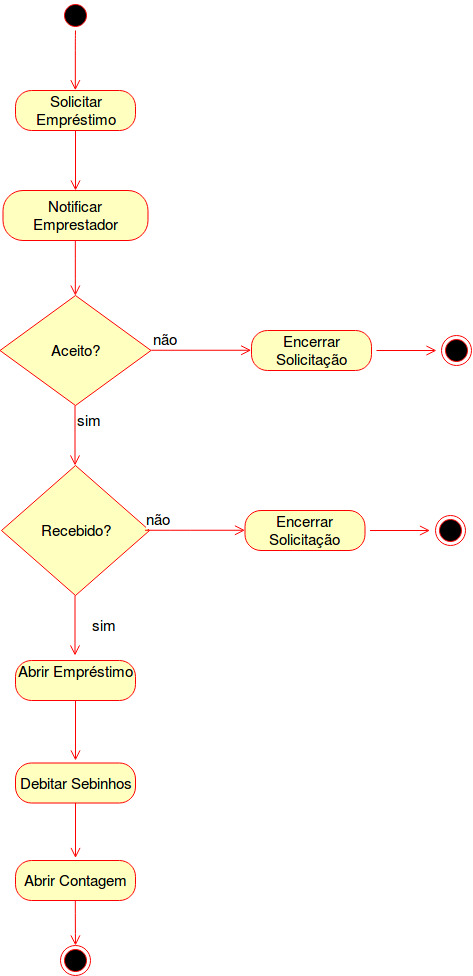 Solicitar
Empréstimo
Notificar
Emprestador
Aceito?
não
Encerrar
Solicitação
sim
Recebido?
não
Encerrar
Solicitação
sim
Abrir Empréstimo
Debitar Sebinhos
Abrir Contagem